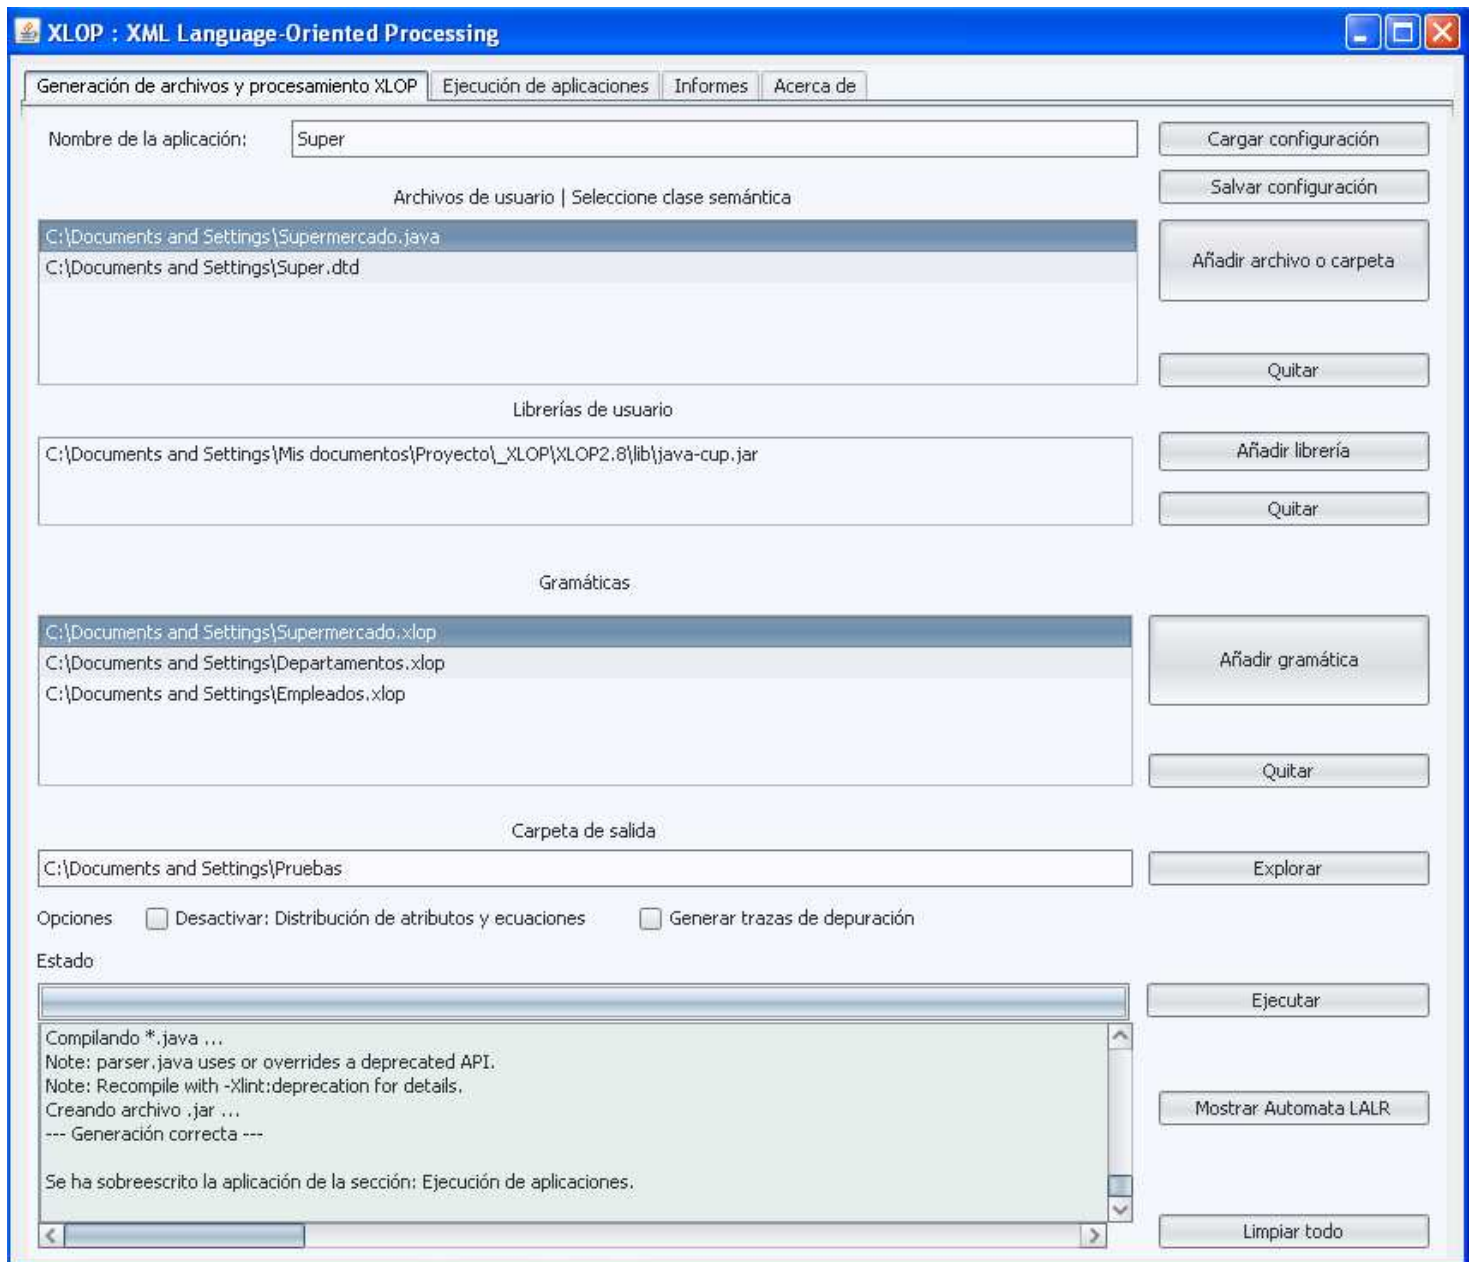 XLOP : XML Language-Oriented Processing
Generación de archivos y procesamiento XLOP Ejecución de aplicaciones Informes Acerca de
Nombre de la aplicación: Super Cargar configuración
Salvar configuración
Archivos de usuario | Seleccione clase semántica
C:\Documents and Settings\Supermercado.java
C:\Documents and Settings\Super.dtd
Añadir archivo o carpeta
Quitar
Librerías de usuario
C:\Documents and Settings\Mis documentos\Proyecto\_XLOP\XLOP2.8\lib\java-cup.jar
Añadir librería
Quitar
Gramáticas
C:\Documents and Settings\Supermercado.xlop
C:\Documents and Settings\Departamentos.xlop
C:\Documents and Settings\Empleados.xlop
Añadir gramática
Quitar
Carpeta de salida
C:\Documents and Settings\Pruebas Explorar
Opciones Desactivar: Distribución de atributos y ecuaciones Generar trazas de depuración
Estado
Ejecutar
Compilando *.java ...
Note: parser.java uses or overrides a deprecated API.
Note: Recompile with -Xlint:deprecation for details.
Creando archivo .jar ...
--- Generación correcta ---
Se ha sobreescrito la aplicación de la sección: Ejecución de aplicaciones.
Mostrar Automata LALR
Limpiar todo